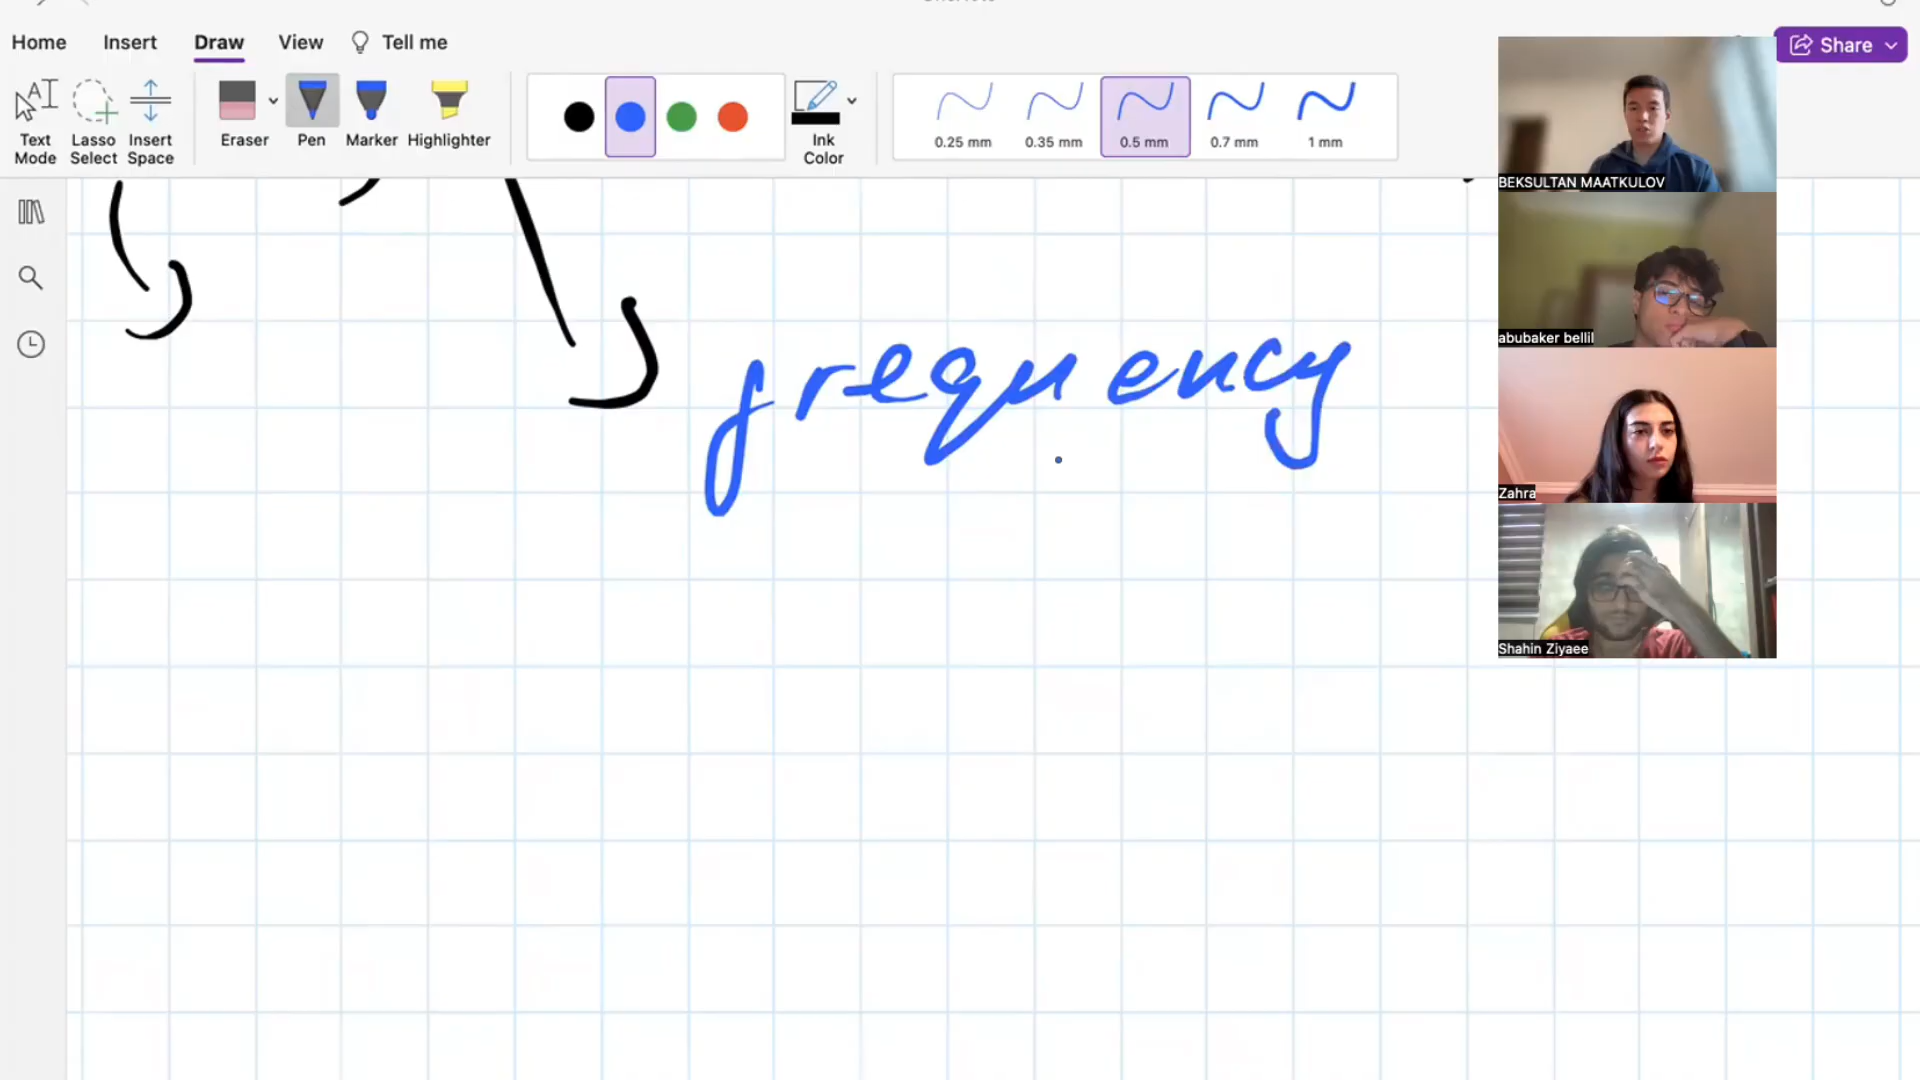 Home Insert Draw View Tell me
Share
Text Mode
Lasso Select
Insert Space
Eraser
Pen
Marker
Highlighter
Ink Color
0.25 mm
0.35 mm
0.5 mm
0.7 mm
1 mm
BEKSULTAN MAATKULOV
abubaker bellil
Zahra
Shahin Ziyaee
frequency